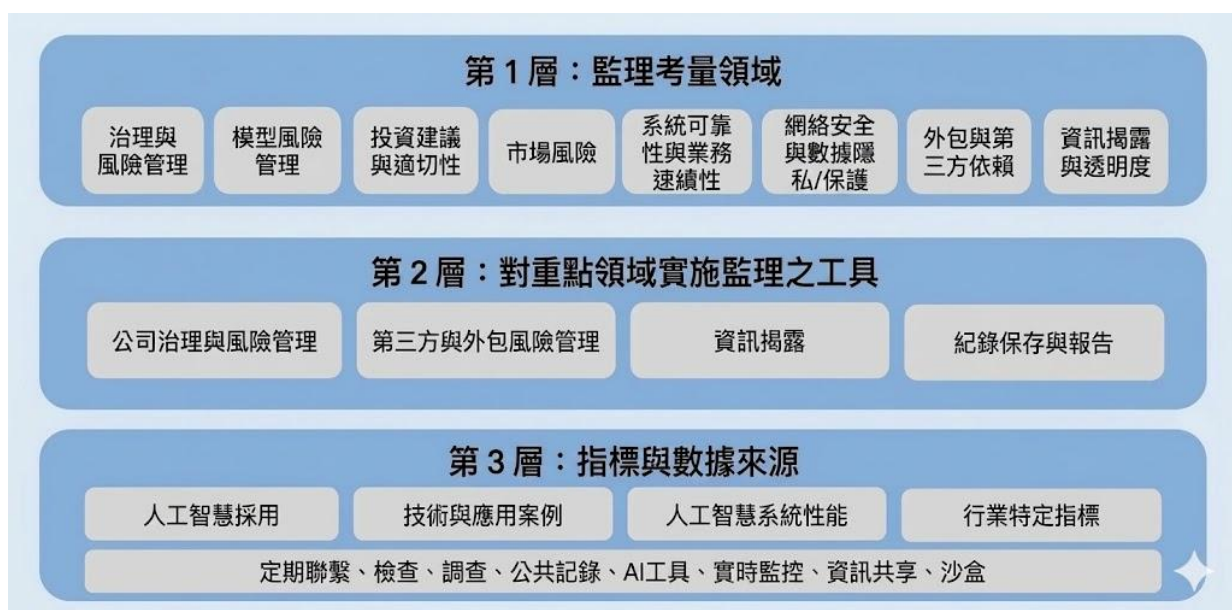 第 1 層：監理考量領域
治理與
風險管理
模型風險
管理
投資建議
與適切性
市場風險
系統可靠
性與業務
速續性
網絡安全
與數據隱
私/保護
外包與第
三方依賴
資訊揭露
與透明度
第 2 層：對重點領域實施監理之工具
公司治理與風險管理
第三方與外包風險管理
資訊揭露
紀錄保存與報告
第 3 層：指標與數據來源
人工智慧採用
技術與應用案例
人工智慧系統性能
行業特定指標
定期聯繫、檢查、調查、公共記錄、AI工具、實時監控、資訊共享、沙盒